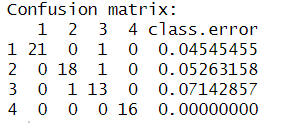 Confusion matrix:
1 2 3 4 class.error
1 21 0 1 0 0.04545455
2 0 18 1 0 0.05263158
3 0 1 13 0 0.07142857
4 0 0 0 16 0.00000000